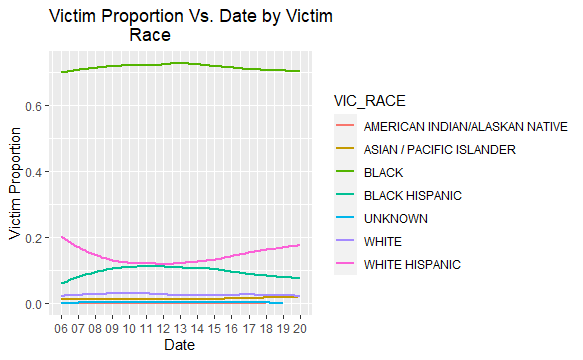 Victim Proportion Vs. Date by Victim
Race
Victim Proportion
0.6
0.4
0.2
0.0
06 07 08 09 10 11 12 13 14 15 16 17 18 19 20
Date
VIC_RACE
AMERICAN INDIAN/ALASKAN NATIVE
ASIAN / PACIFIC ISLANDER
BLACK
BLACK HISPANIC
UNKNOWN
WHITE
WHITE HISPANIC